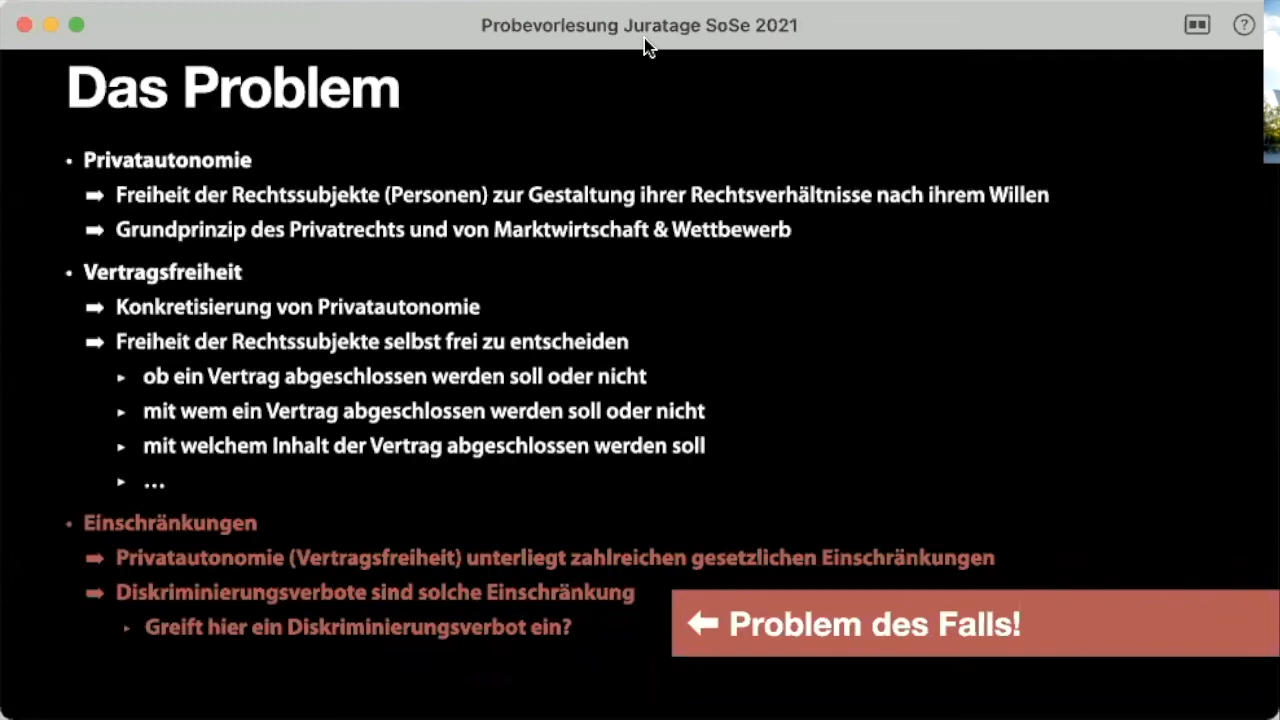 Probevorlesung Juratage SoSe 2021
Das Problem
• Privatautonomie
➡ Freiheit der Rechtssubjekte (Personen) zur Gestaltung ihrer Rechtsverhältnisse nach ihrem Willen
➡ Grundprinzip des Privatrechts und von Marktwirtschaft & Wettbewerb
• Vertragsfreiheit
➡ Konkretisierung von Privatautonomie
➡ Freiheit der Rechtssubjekte selbst frei zu entscheiden
▸ ob ein Vertrag abgeschlossen werden soll oder nicht
▸ mit wem ein Vertrag abgeschlossen werden soll oder nicht
▸ mit welchem Inhalt der Vertrag abgeschlossen werden soll
▸ …
• Einschränkungen
➡ Privatautonomie (Vertragsfreiheit) unterliegt zahlreichen gesetzlichen Einschränkungen
➡ Diskriminierungsverbote sind solche Einschränkung
▸ Greift hier ein Diskriminierungsverbot ein?
⬅ Problem des Falls!